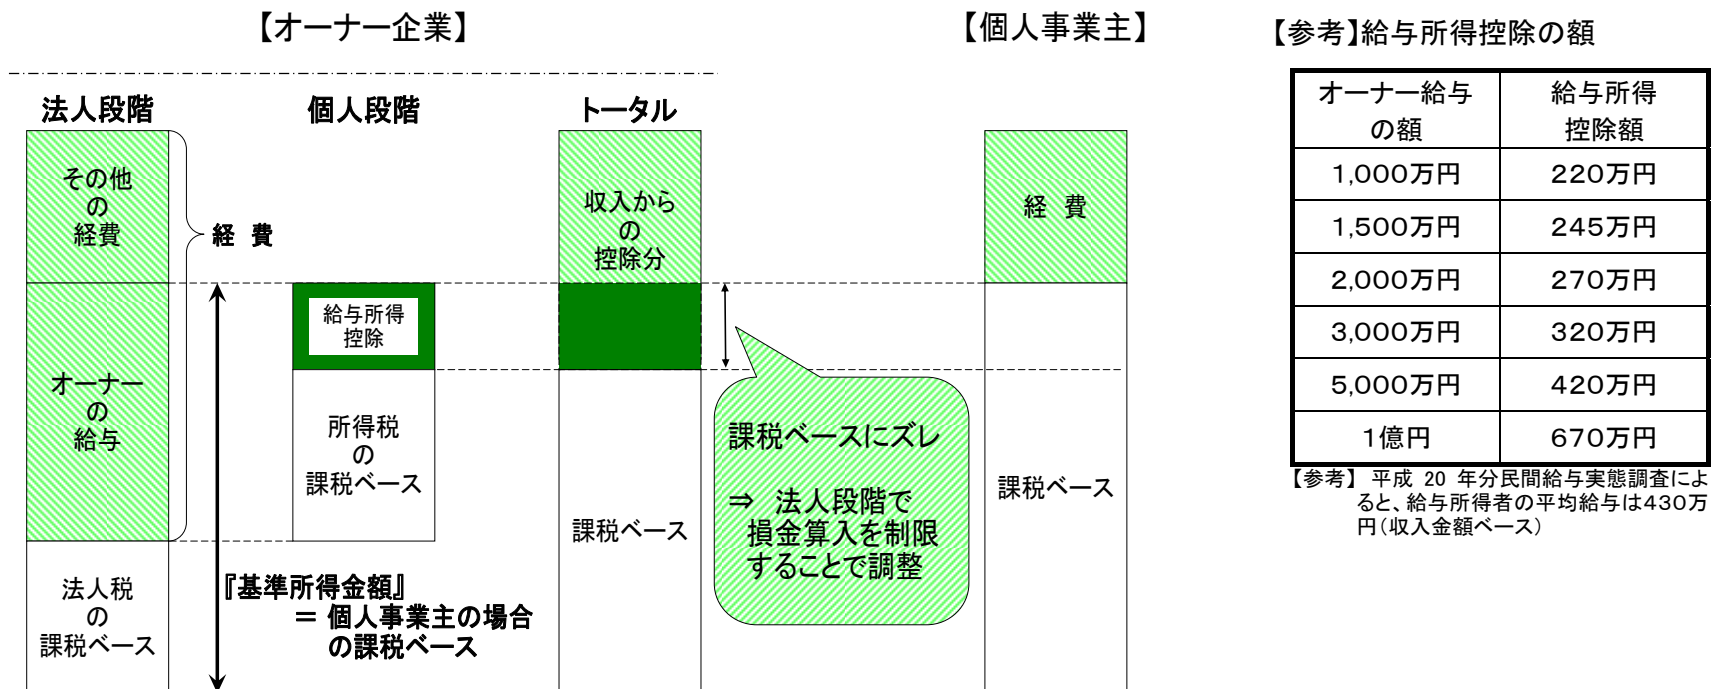 【オーナー企業】
法人段階
個人段階
トータル
その他
の
経費
経 費
オーナー
の
給与
法人税
の
課税ベース
給与所得
控除
所得税
の
課税ベース
『基準所得金額』
＝ 個人事業主の場合
の課税ベース
収入から
の
控除分
課税ベース
課税ベースにズレ
⇒ 法人段階で
損金算入を制限
することで調整
【個人事業主】
経 費
課税ベース
【参考】給与所得控除の額
オーナー給与
の額
給与所得
控除額
1,000万円 220万円
1,500万円 245万円
2,000万円 270万円
3,000万円 320万円
5,000万円 420万円
1億円 670万円
【参考】 平成 20 年分民間給与実態調査によ
ると、給与所得者の平均給与は430万
円(収入金額ベース)